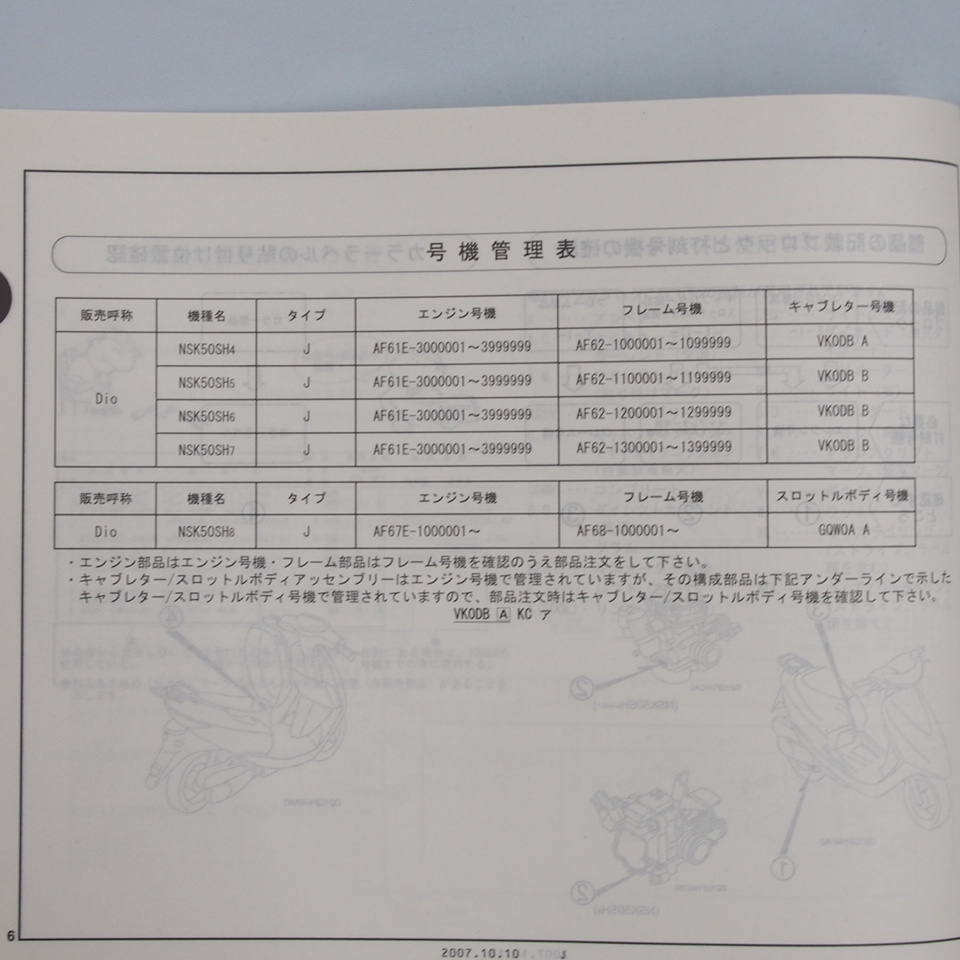 号機管理表
販売呼称 機種名 タイプ エンジン号機 フレーム号機 キャブレター号機
Dio NSK50SH4 J AF61E-3000001～3999999 AF62-1000001～1099999 VK0DB A
NSK50SH5 J AF61E-3000001～3999999 AF62-1100001～1199999 VK0DB B
NSK50SH6 J AF61E-3000001～3999999 AF62-1200001～1299999 VK0DB B
NSK50SH7 J AF61E-3000001～3999999 AF62-1300001～1399999 VK0DB B
販売呼称 機種名 タイプ エンジン号機 フレーム号機 スロットルボディ号機
Dio NSK50SH8 J AF67E-1000001～ AF68-1000001～ GQW0A A
・エンジン部品はエンジン号機・フレーム部品はフレーム号機を確認のうえ部品注文をして下さい。
・キャブレター/スロットルボディアッセンブリーはエンジン号機で管理されていますが、その構成部品は下記アンダーラインで示した
キャブレター/スロットルボディ号機で管理されていますので、部品注文時はキャブレター/スロットルボディ号機を確認して下さい。
VK0DB A KC ア
6
2007.10.10 J